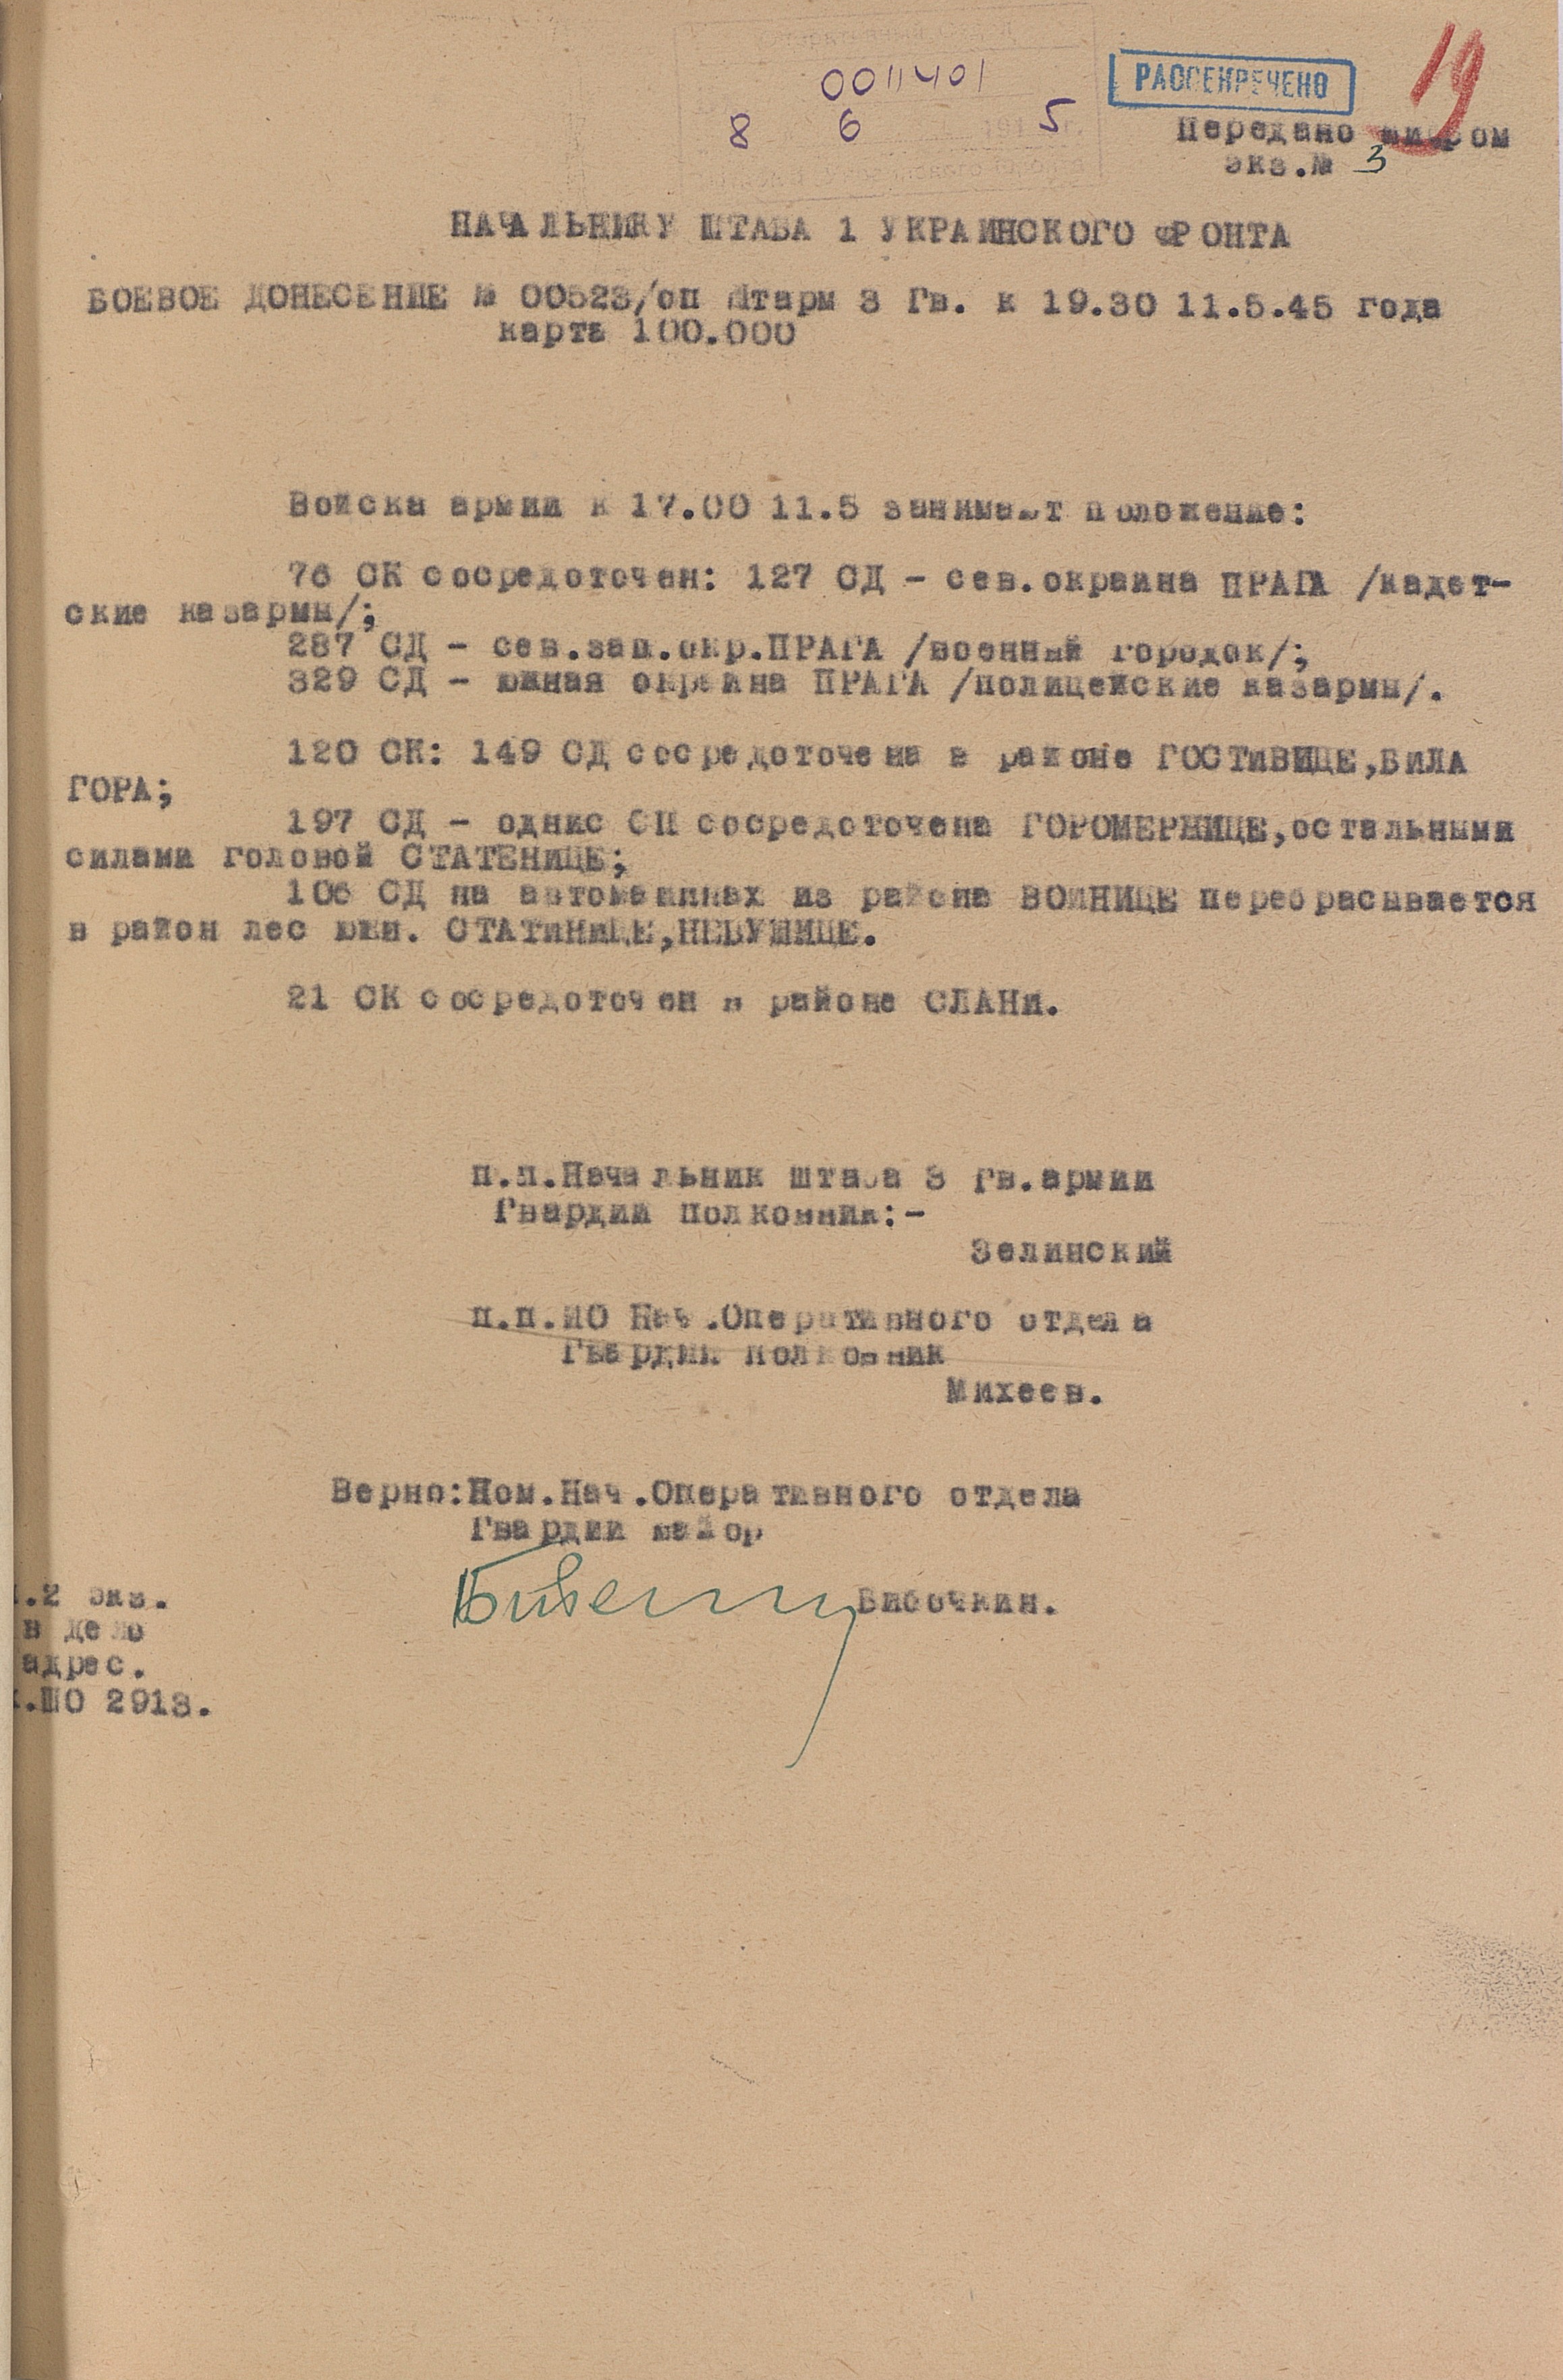 0011401
8 6 5
РАССЕКРЕЧЕНО
19
Передано шифром
экз.№ 3
НАЧАЛЬНИКУ ШТАБА 1 УКРАИНСКОГО ФРОНТА
БОЕВОЕ ДОНЕСЕНИЕ № 00523/оп Штарм 3 Гв. к 19.30 11.5.45 года
карта 100.000
Войска армии к 17.00 11.5 занимают положение:
76 СК сосредоточен: 127 СД – сев.окраина ПРАГА /кадет-
ские казармы/;
287 СД – сев.зап.окр.ПРАГА /военный городок/;
329 СД – южная окраина ПРАГА /полицейские казармы/.
120 СК: 149 СД сосредоточена в районе ГОСТИВИЦЕ,БИЛА
ГОРА;
197 СД – однис СП сосредоточена ГОРОМЕРЖИЦЕ,остальными
силами головой СТАТЕНИЦЕ;
106 СД на автомашинах из района ВОЙНИЦЕ перебрасывается
в район лес южн. СТАТИНИЦЕ,НЕБУШИЦЕ.
21 СК сосредоточен в районе СЛАНИ.
п.п.Начальник штаба 3 гв.армии
Гвардии полковник:-
Зелинский
п.п.ИО Нач.Оперативного отдела
Гвардии полковник
Михеев.
Верно:Пом.Нач.Оперативного отдела
Гвардии майор
Бисочкин.
.2 экз.
в дело
адрес.
.ШО 2913.